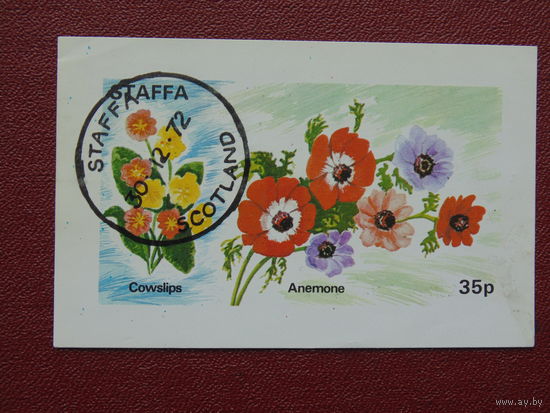 STAFFA
STAFFA
30.12.72
SCOTLAND
Cowslips
Anemone
35p
www.ay.by